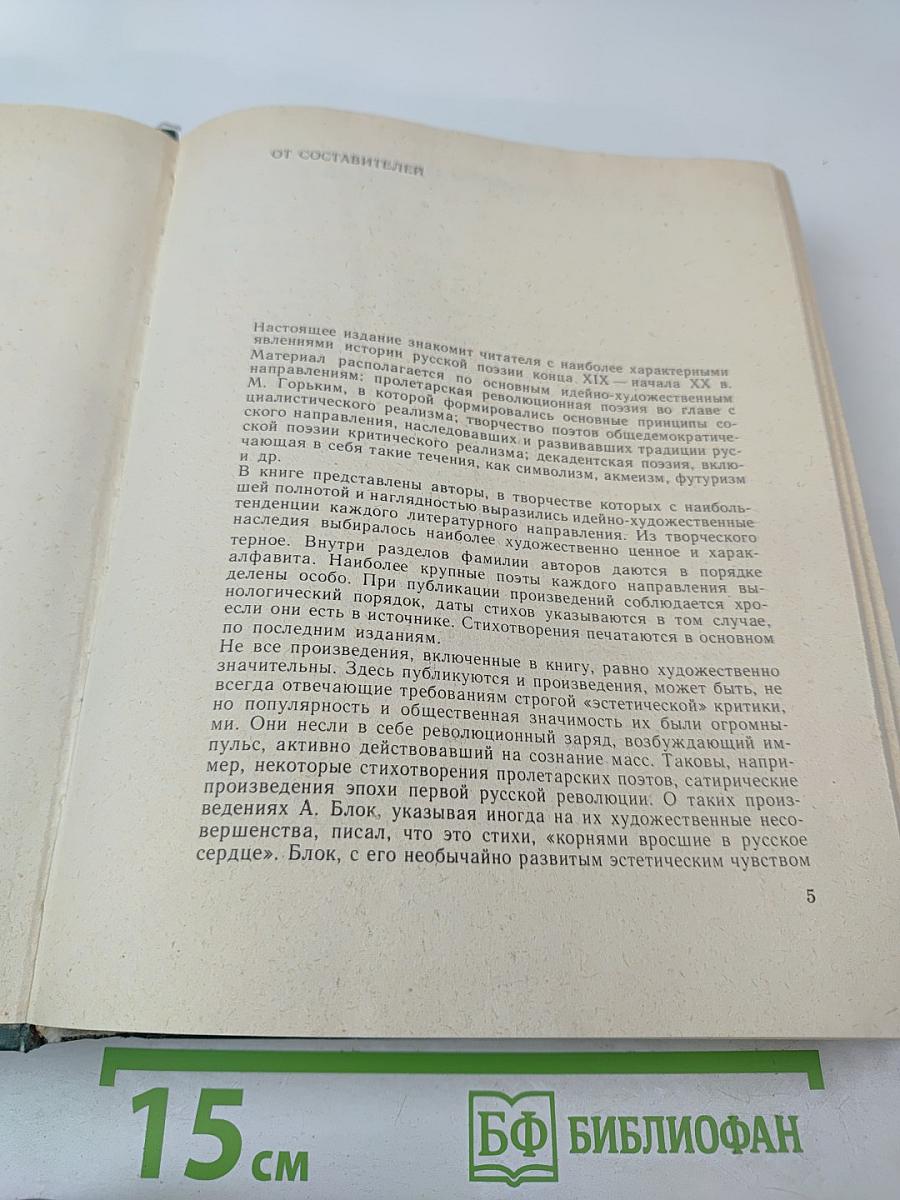 ОТ СОСТАВИТЕЛЕЙ
Настоящее издание знакомит читателя с наиболее характерными
явлениями истории русской поэзии конца XIX — начала XX в.
Материал располагается по основным идейно-художественным
направлениям: пролетарская революционная поэзия во главе с
М. Горьким, в которой формировались основные принципы со-
циалистического реализма; творчество поэтов общедемократиче-
ского направления, наследовавших и развивавших традиции рус-
ской поэзии критического реализма; декадентская поэзия, вклю-
чающая в себя такие течения, как символизм, акмеизм, футуризм
и др.
В книге представлены авторы, в творчестве которых с наиболь-
шей полнотой и наглядностью выразились идейно-художественные
тенденции каждого литературного направления. Из творческого
наследия выбиралось наиболее художественно ценное и харак-
терное. Внутри разделов фамилии авторов даются в порядке
алфавита. Наиболее крупные поэты каждого направления вы-
делены особо. При публикации произведений соблюдается хро-
нологический порядок, даты стихов указываются в том случае,
если они есть в источнике. Стихотворения печатаются в основном
по последним изданиям.
Не все произведения, включенные в книгу, равно художественно
значительны. Здесь публикуются и произведения, может быть, не
всегда отвечающие требованиям строгой «эстетической» критики,
но популярность и общественная значимость их были огромны-
ми. Они несли в себе революционный заряд, возбуждающий им-
пульс, активно действовавший на сознание масс. Таковы, напри-
мер, некоторые стихотворения пролетарских поэтов, сатирические
произведения эпохи первой русской революции. О таких произ-
ведениях А. Блок, указывая иногда на их художественные несо-
вершенства, писал, что это стихи, «корнями вросшие в русское
сердце». Блок, с его необычайно развитым эстетическим чувством
5
15 см
БФ БИБЛИОФАН